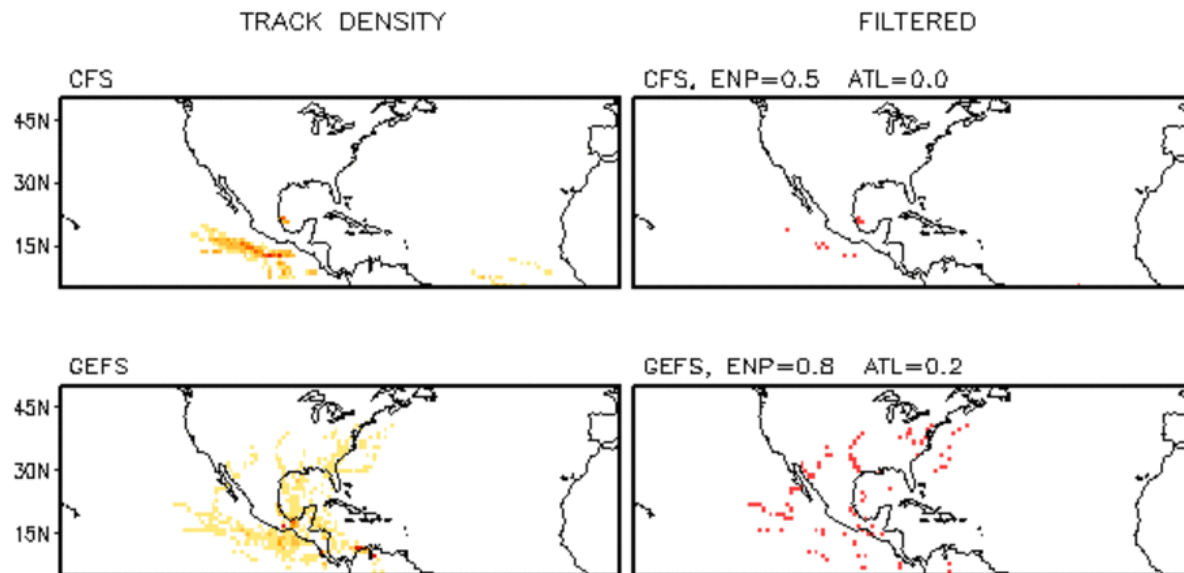 TRACK DENSITY
FILTERED
CFS
CFS, ENP=0.5 ATL=0.0
45N
30N
15N
GEFS
GEFS, ENP=0.8 ATL=0.2
45N
30N
15N